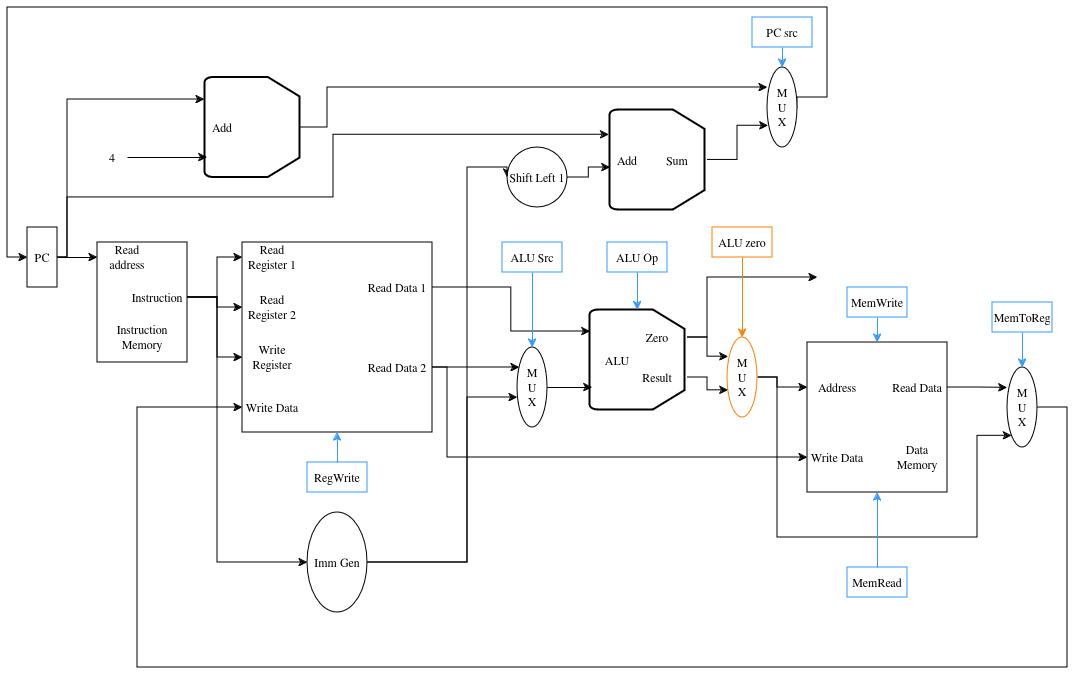 PC src
M
U
X
Add
4
Add Sum
Shift Left 1
PC
Read
address
Instruction
Instruction
Memory
Read
Register 1
Read
Register 2
Write
Register
Write Data
Read Data 1
Read Data 2
RegWrite
Imm Gen
ALU Src
M
U
X
ALU Op
Zero
ALU
Result
ALU zero
M
U
X
MemWrite
Address
Read Data
Write Data
Data
Memory
MemRead
MemToReg
M
U
X